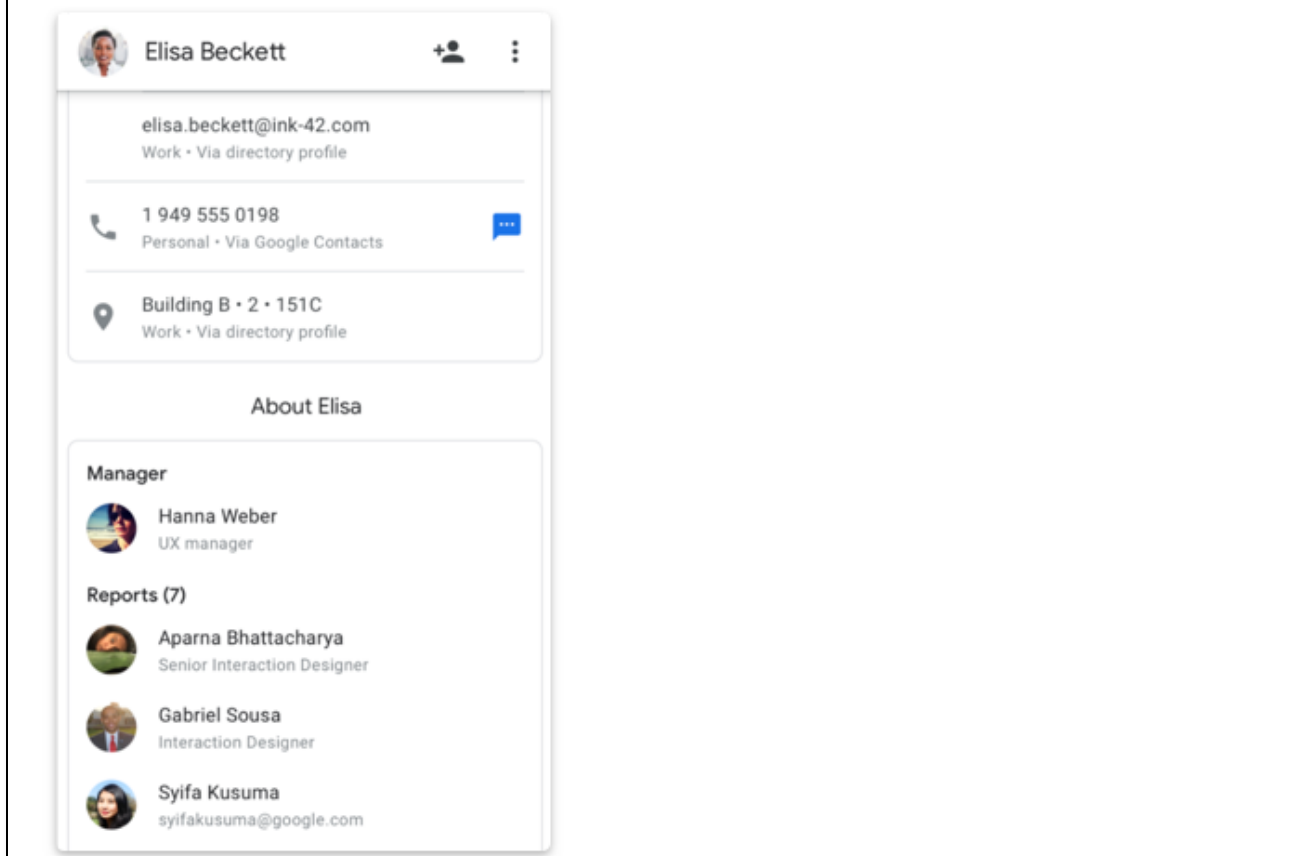 Elisa Beckett
elisa.beckett@ink-42.com
Work • Via directory profile
1 949 555 0198
Personal • Via Google Contacts
Building B • 2 • 151C
Work • Via directory profile
About Elisa
Manager
Hanna Weber
UX manager
Reports (7)
Aparna Bhattacharya
Senior Interaction Designer
Gabriel Sousa
Interaction Designer
Syifa Kusuma
syifakusuma@google.com